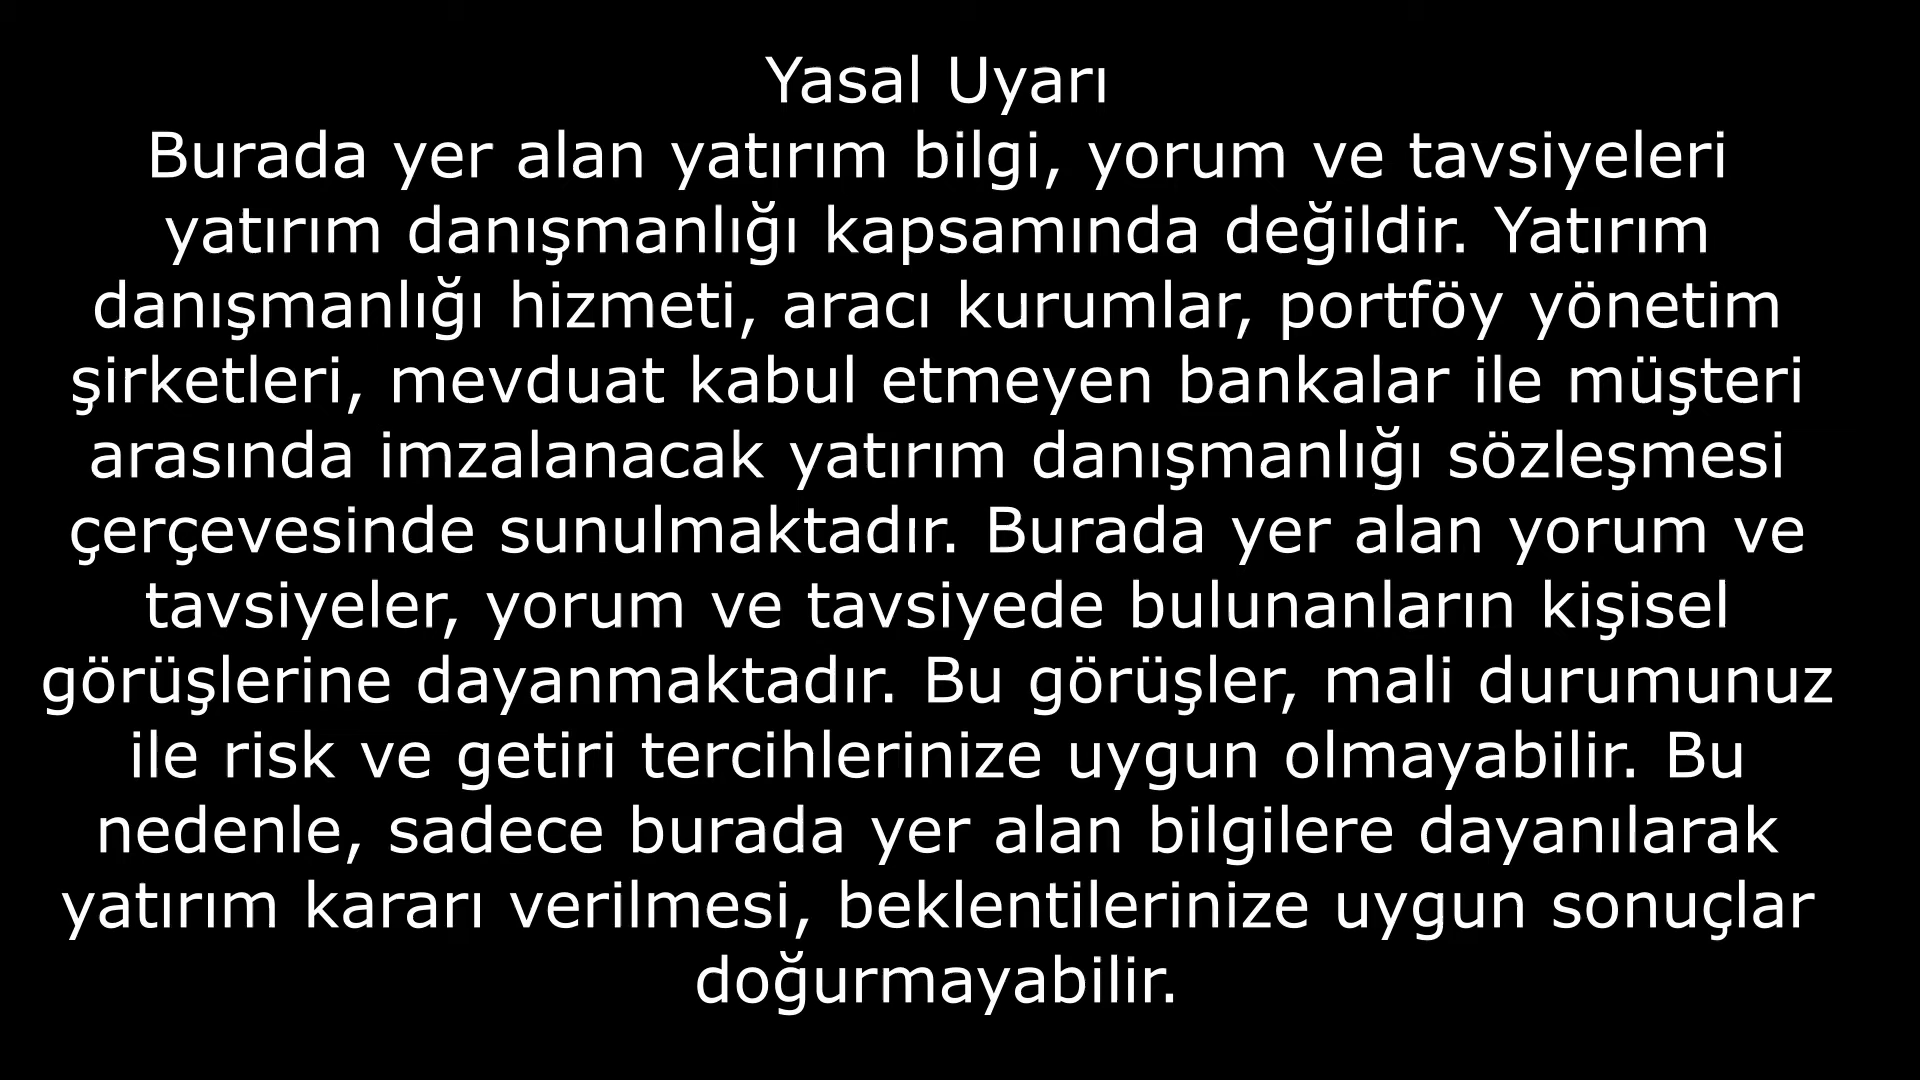 Yasal Uyarı
Burada yer alan yatırım bilgi, yorum ve tavsiyeleri
yatırım danışmanlığı kapsamında değildir. Yatırım
danışmanlığı hizmeti, aracı kurumlar, portföy yönetim
şirketleri, mevduat kabul etmeyen bankalar ile müşteri
arasında imzalanacak yatırım danışmanlığı sözleşmesi
çerçevesinde sunulmaktadır. Burada yer alan yorum ve
tavsiyeler, yorum ve tavsiyede bulunanların kişisel
görüşlerine dayanmaktadır. Bu görüşler, mali durumunuz
ile risk ve getiri tercihlerinize uygun olmayabilir. Bu
nedenle, sadece burada yer alan bilgilere dayanılarak
yatırım kararı verilmesi, beklentilerinize uygun sonuçlar
doğurmayabilir.